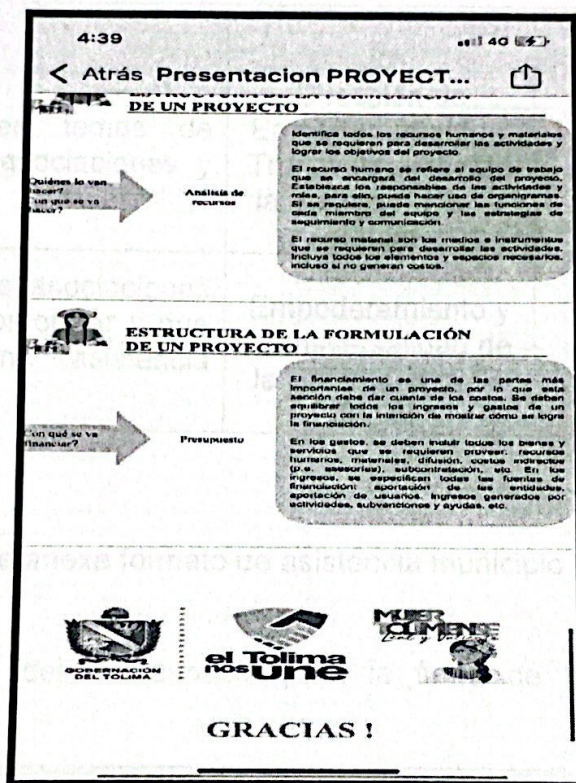 4:39
4G
Atrás Presentacion PROYECT...
DE UN PROYECTO
Identifica todos los recursos humano y materiales
que se requieren para desarrollar las actividades y
lograr los objetivos del proyecto.
El recurso humano se refiere al equipo de trabajo
que se encargará del desarrollo del proyecto.
Establezca los responsables de las actividades y
roles, para ello, puede hacer uso de organigramas.
Si se requiere, puede mencionar las funciones de
cada miembro del equipo y las estrategias de
seguimiento y comunicación.
El recurso material son los medios e instrumentos
que se requieren para desarrollar las actividades.
Incluya todos los elementos y espacios necesarios,
incluso si no generan costos.
Quiénes lo van
hacer?
Con qué se va
hacer?
Análisis de
recursos
ESTRUCTURA DE LA FORMULACIÓN
DE UN PROYECTO
El financiamiento es una de las partes más
importantes de un proyecto, por lo que esta
sección debe dar cuenta de los costos. Se deben
equilibrar todos los ingresos y gastos de un
proyecto con la intención de mostrar cómo se logra
la financiación.
En los gastos, se deben incluir todos los bienes y
servicios que se requieren proveer: recursos
humanos, materiales, difusión, costos indirectos
(p.e. asesorías), subcontratación, etc. En los
ingresos, se especifican todas las fuentes de
financiación: aportación de las entidades,
aportación de usuarios, ingresos generados por
actividades, subvenciones y ayudas, etc.
Con qué se va
financiar?
Presupuesto
GOBERNACIÓN
DEL TOLIMA
el Tolima
nos une
MUJER
TOLIMENSE
GRACIAS !